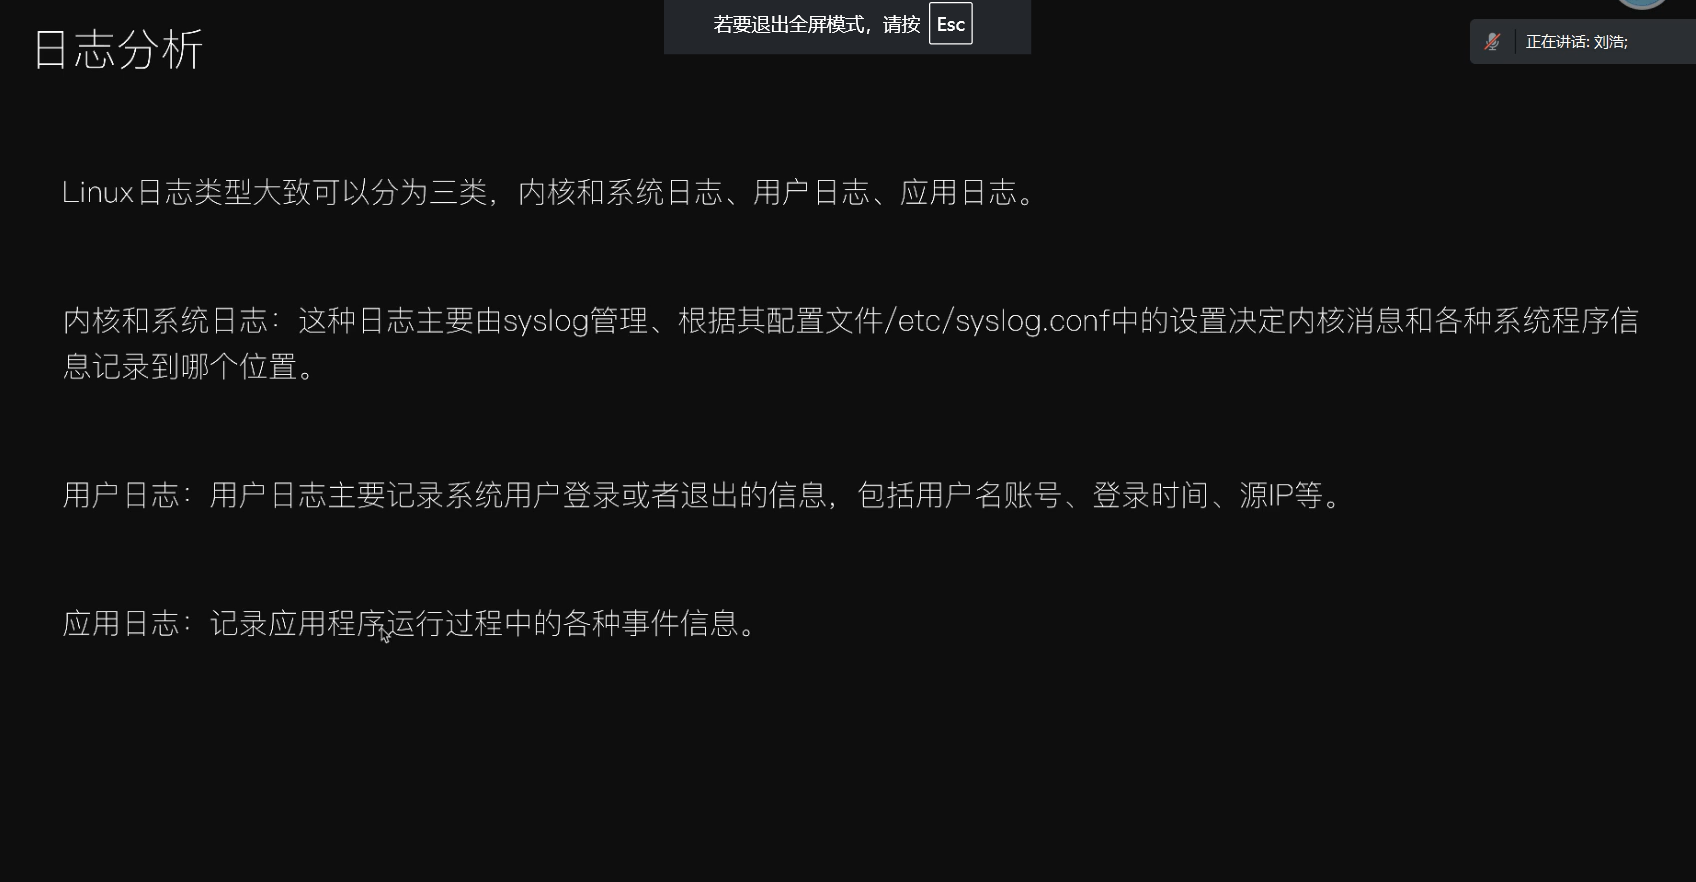 若要退出全屏模式，请按 Esc
正在讲话: 刘浩;
日志分析
Linux日志类型大致可以分为三类，内核和系统日志、用户日志、应用日志。
内核和系统日志：这种日志主要由syslog管理、根据其配置文件/etc/syslog.conf中的设置决定内核消息和各种系统程序信
息记录到哪个位置。
用户日志：用户日志主要记录系统用户登录或者退出的信息，包括用户名账号、登录时间、源IP等。
应用日志：记录应用程序运行过程中的各种事件信息。